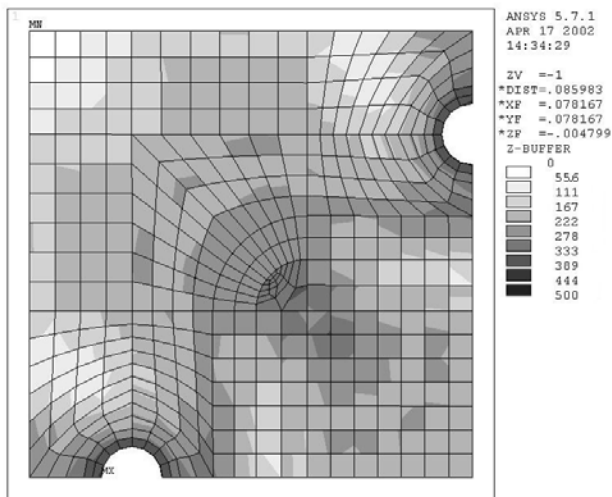 1
MN
MX
ANSYS 5.7.1
APR 17 2002
14:34:29
ZV =-1
*DIST=.085983
*XF =.078167
*YF =.078167
*ZF =-.004799
Z-BUFFER
0
55.6
111
167
222
278
333
389
444
500